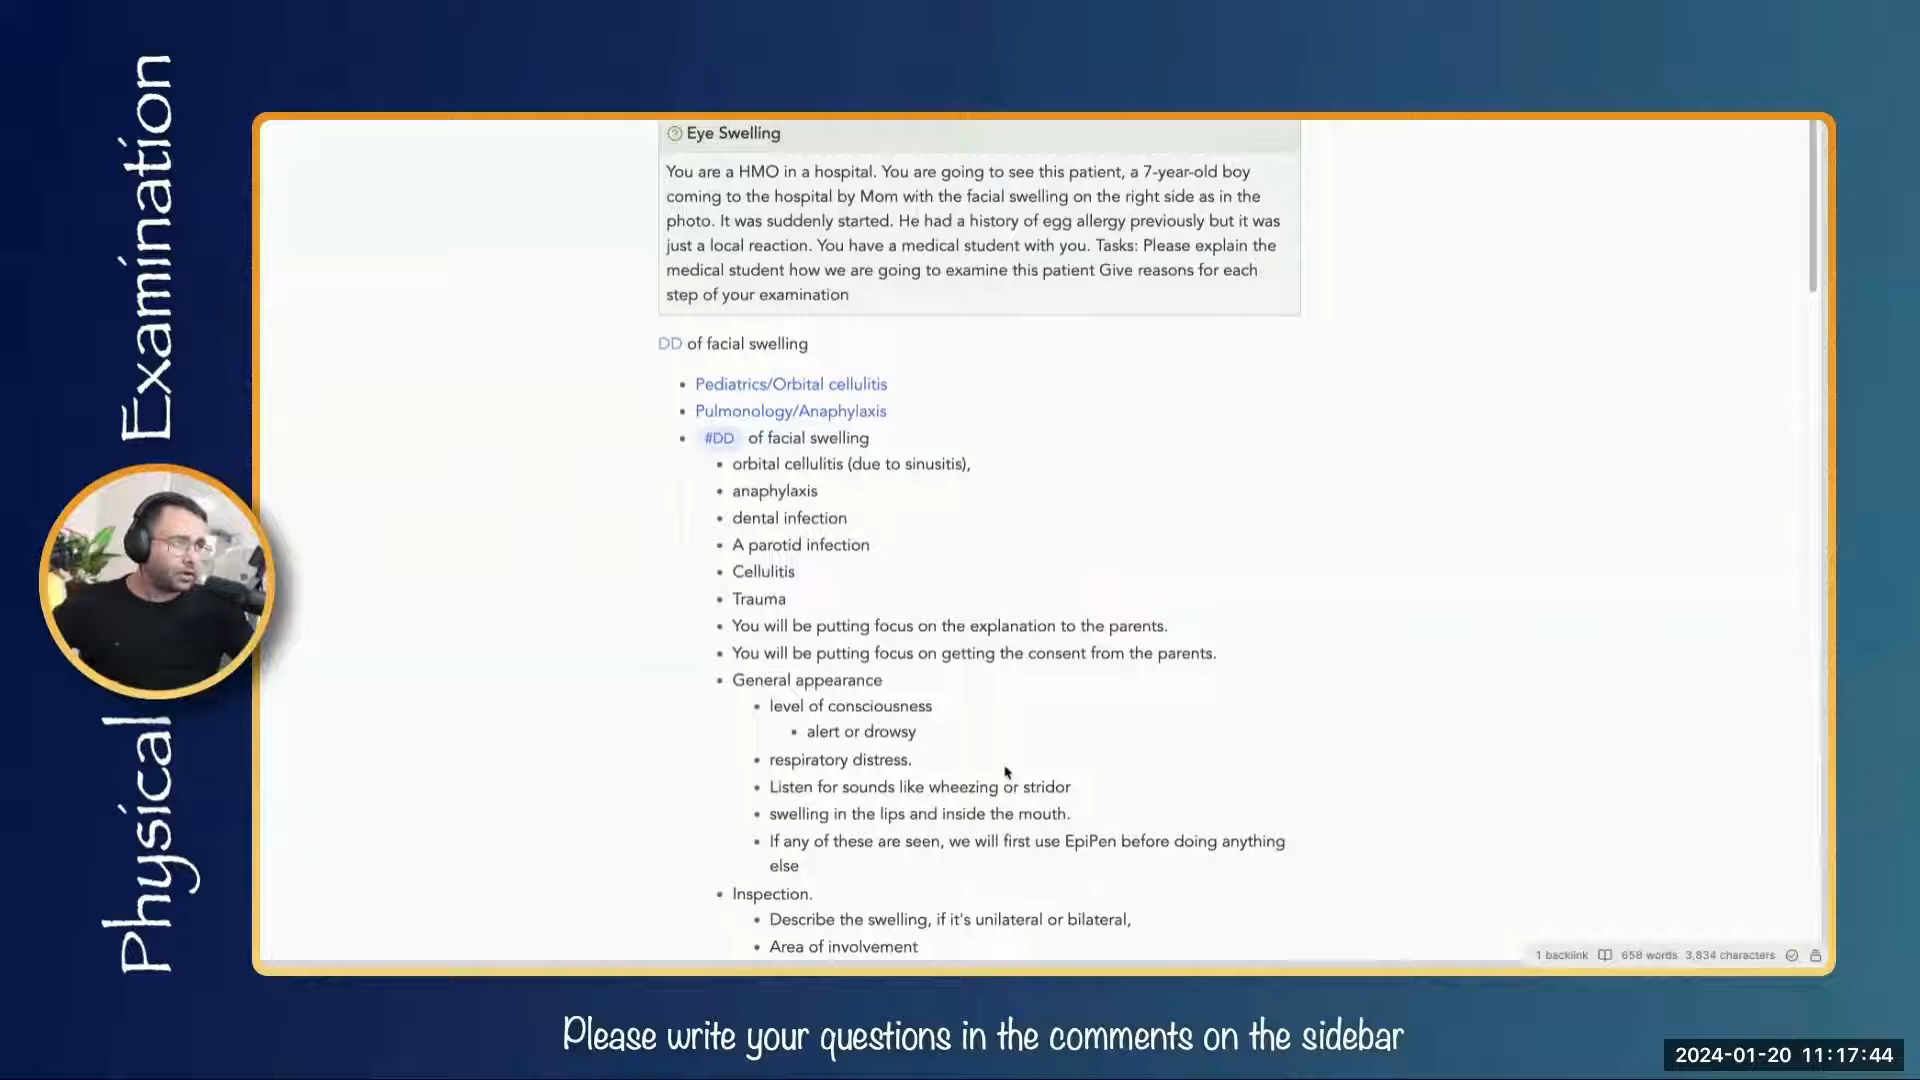 Physical Examination
Eye Swelling
You are a HMO in a hospital. You are going to see this patient, a 7-year-old boy
coming to the hospital by Mom with the facial swelling on the right side as in the
photo. It was suddenly started. He had a history of egg allergy previously but it was
just a local reaction. You have a medical student with you. Tasks: Please explain the
medical student how we are going to examine this patient Give reasons for each
step of your examination
DD of facial swelling
• Pediatrics/Orbital cellulitis
• Pulmonology/Anaphylaxis
• #DD of facial swelling
• orbital cellulitis (due to sinusitis),
• anaphylaxis
• dental infection
• A parotid infection
• Cellulitis
• Trauma
• You will be putting focus on the explanation to the parents.
• You will be putting focus on getting the consent from the parents.
• General appearance
• level of consciousness
• alert or drowsy
• respiratory distress.
• Listen for sounds like wheezing or stridor
• swelling in the lips and inside the mouth.
• If any of these are seen, we will first use EpiPen before doing anything
else
• Inspection.
• Describe the swelling, if it's unilateral or bilateral,
• Area of involvement
1 backlink 658 words 3,834 characters
Please write your questions in the comments on the sidebar
2024-01-20 11:17:44